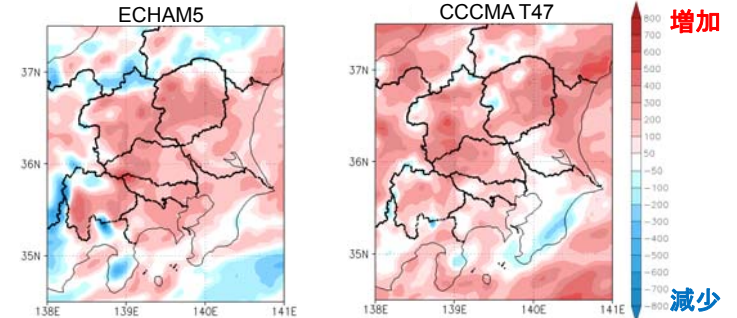 ECHAM5
CCCMA T47
37N
36N
35N
138E
139E
140E
141E
37N
36N
35N
138E
139E
140E
141E
800
700
600
500
400
300
200
100
50
-50
-100
-200
-300
-400
-500
-600
-700
-800
増加
減少